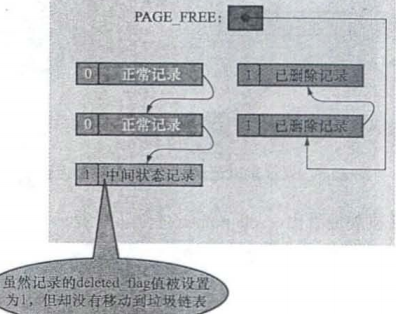 PAGE_FREE:
0 正常记录
1 已删除记录
0 正常记录
1 已删除记录
1 中间状态记录
虽然记录的deleted_flag值被设置
为1，但却没有移动到垃圾链表